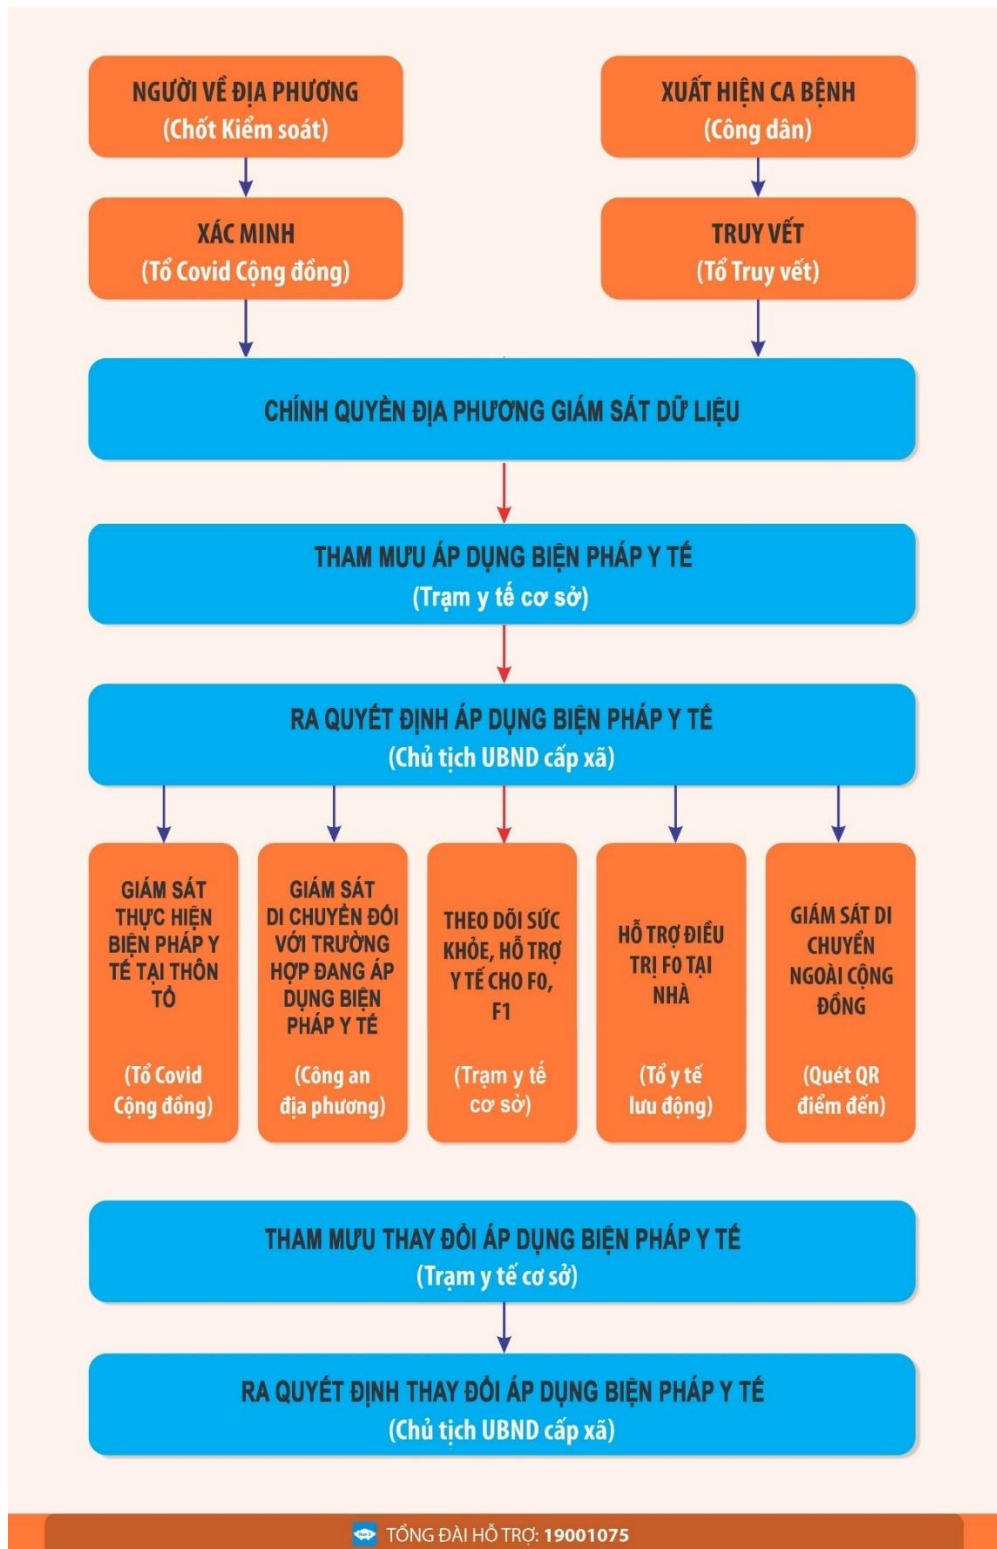 NGƯỜI VỀ ĐỊA PHƯƠNG
(Chốt Kiểm soát)
XUẤT HIỆN CA BỆNH
(Công dân)
XÁC MINH
(Tổ Covid Cộng đồng)
TRUY VẾT
(Tổ Truy vết)
CHÍNH QUYỀN ĐỊA PHƯƠNG GIÁM SÁT DỮ LIỆU
THAM MƯU ÁP DỤNG BIỆN PHÁP Y TẾ
(Trạm y tế cơ sở)
RA QUYẾT ĐỊNH ÁP DỤNG BIỆN PHÁP Y TẾ
(Chủ tịch UBND cấp xã)
GIÁM SÁT
THỰC HIỆN
BIỆN PHÁP Y
TẾ TẠI THÔN
TỔ
(Tổ Covid
Cộng đồng)
GIÁM SÁT
DI CHUYỂN ĐỐI
VỚI TRƯỜNG
HỢP ĐANG ÁP
DỤNG BIỆN
PHÁP Y TẾ
(Công an
địa phương)
THEO DÕI SỨC
KHỎE, HỖ TRỢ
Y TẾ CHO F0,
F1
(Trạm y tế
cơ sở)
HỖ TRỢ ĐIỀU
TRỊ F0 TẠI
NHÀ
(Tổ y tế
lưu động)
GIÁM SÁT DI
CHUYỂN
NGOÀI CỘNG
ĐỒNG
(Quét QR
điểm đến)
THAM MƯU THAY ĐỔI ÁP DỤNG BIỆN PHÁP Y TẾ
(Trạm y tế cơ sở)
RA QUYẾT ĐỊNH THAY ĐỔI ÁP DỤNG BIỆN PHÁP Y TẾ
(Chủ tịch UBND cấp xã)
TỔNG ĐÀI HỖ TRỢ: 19001075